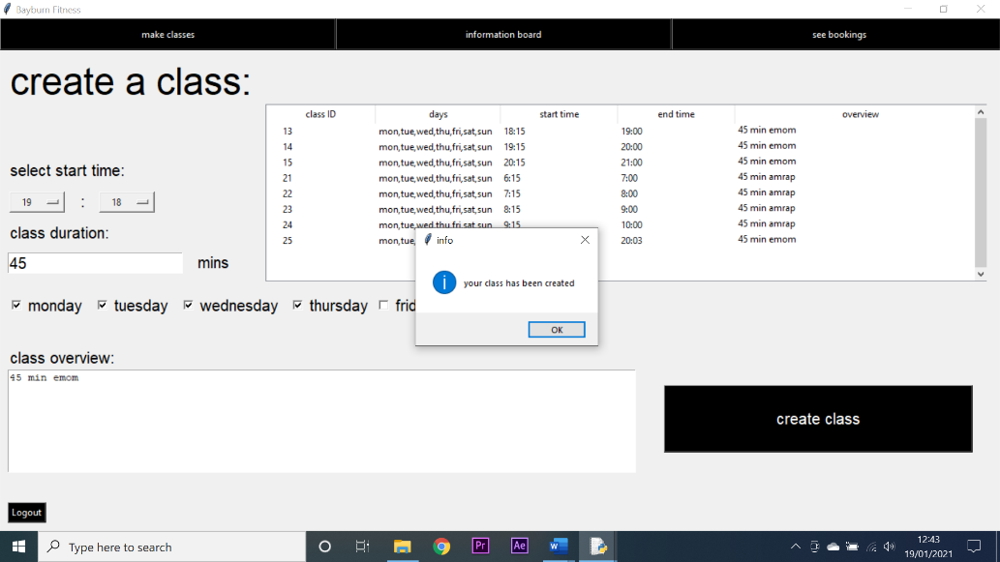 Bayburn Fitness
make classes information board see bookings
create a class:
class ID days start time end time overview
13 mon,tue,wed,thu,fri,sat,sun 18:15 19:00 45 min emom
14 mon,tue,wed,thu,fri,sat,sun 19:15 20:00 45 min emom
15 mon,tue,wed,thu,fri,sat,sun 20:15 21:00 45 min emom
21 mon,tue,wed,thu,fri,sat,sun 6:15 7:00 45 min amrap
22 mon,tue,wed,thu,fri,sat,sun 7:15 8:00 45 min amrap
23 mon,tue,wed,thu,fri,sat,sun 8:15 9:00 45 min amrap
24 mon,tue,wed,thu,fri,sat,sun 9:15 10:00 45 min amrap
25 mon,tue, 20:03 45 min emom
select start time:
19 : 18
class duration:
45 mins
info
your class has been created
OK
monday tuesday wednesday thursday frid
class overview:
45 min emom
create class
Logout
Type here to search
Pr Ae W
12:43
19/01/2021